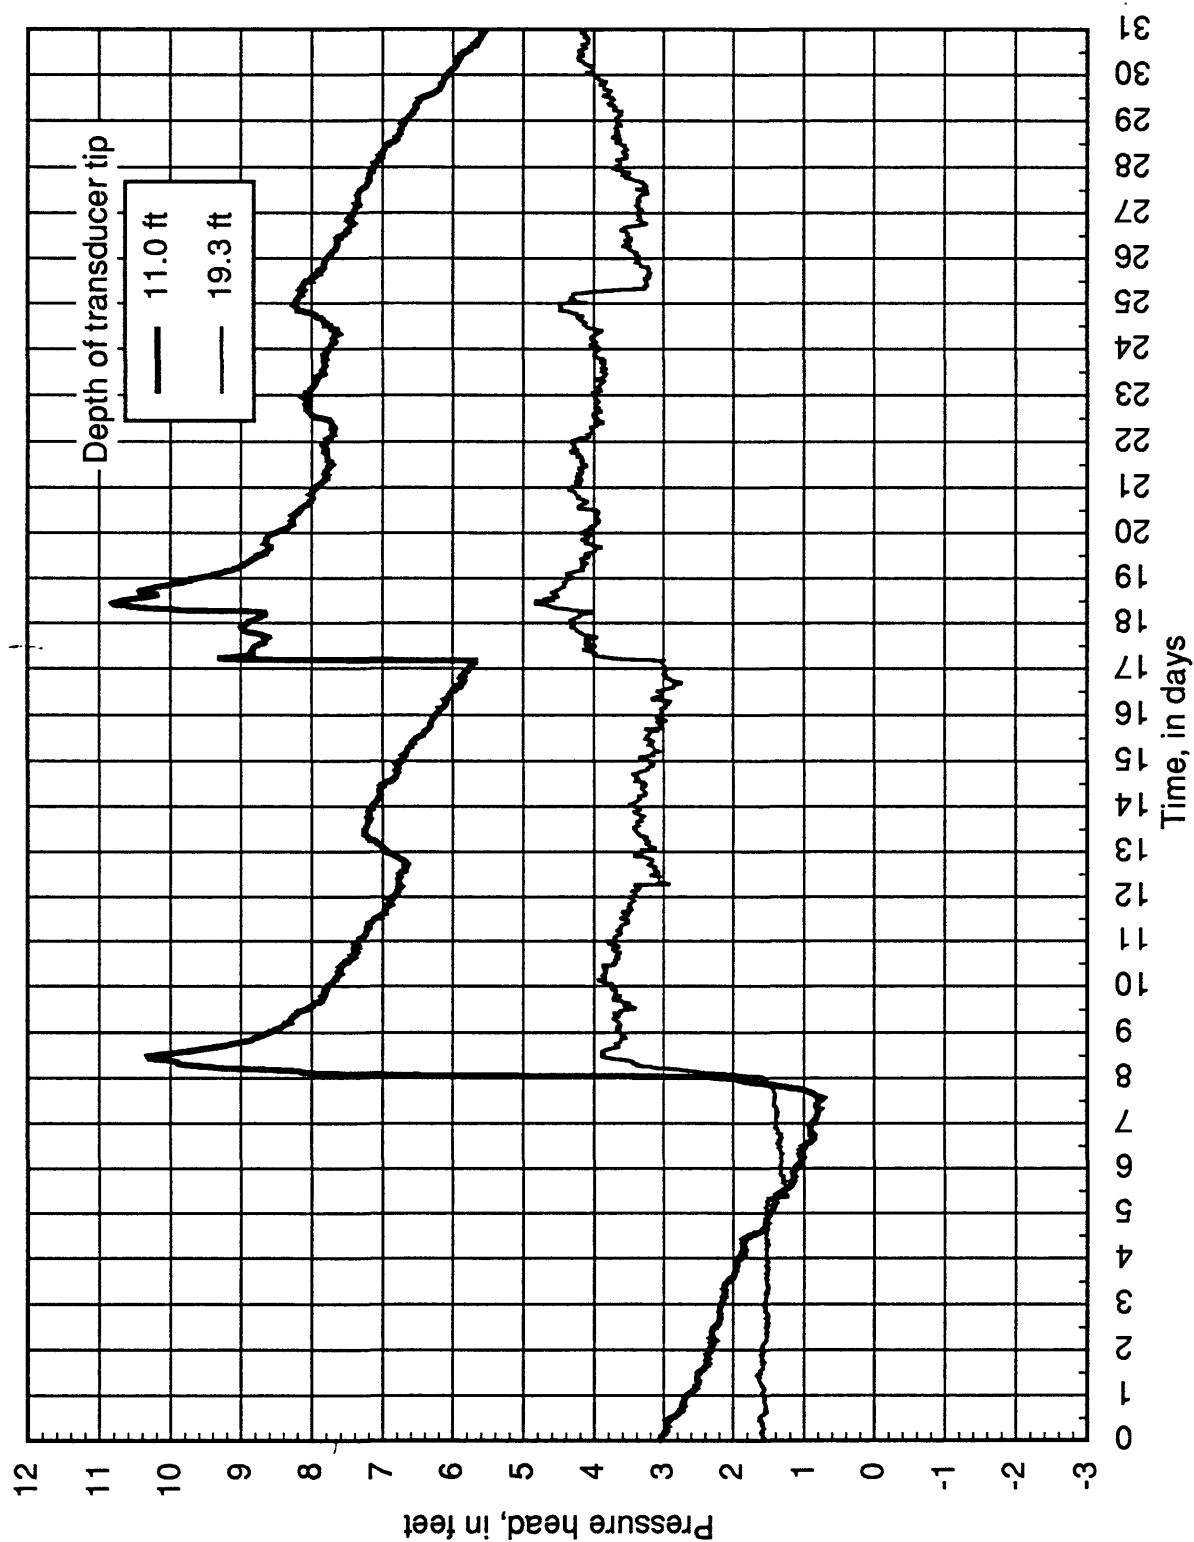 Depth of transducer tip
11.0 ft
19.3 ft
Pressure head, in feet
12
11
10
9
8
7
6
5
4
3
2
1
0
-1
-2
-3
0 1 2 3 4 5 6 7 8 9 10 11 12 13 14 15 16 17 18 19 20 21 22 23 24 25 26 27 28 29 30 31
Time, in days